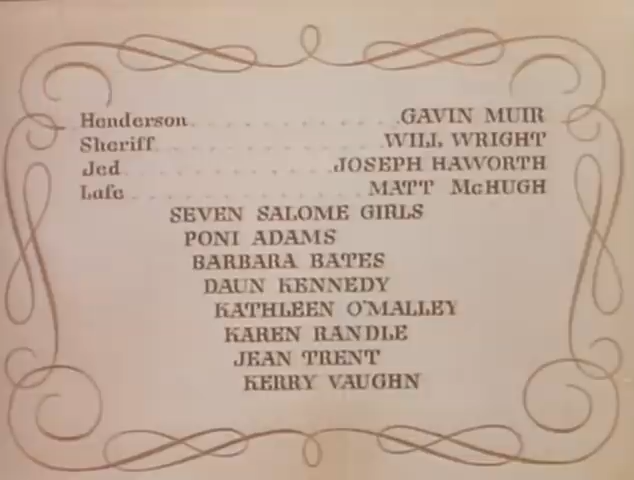 Henderson.............GAVIN MUIR
Sheriff.............WILL WRIGHT
Jed.............JOSEPH HAWORTH
Lafe.............MATT McHUGH
SEVEN SALOME GIRLS
PONI ADAMS
BARBARA BATES
DAUN KENNEDY
KATHLEEN O'MALLEY
KAREN RANDLE
JEAN TRENT
KERRY VAUGHN